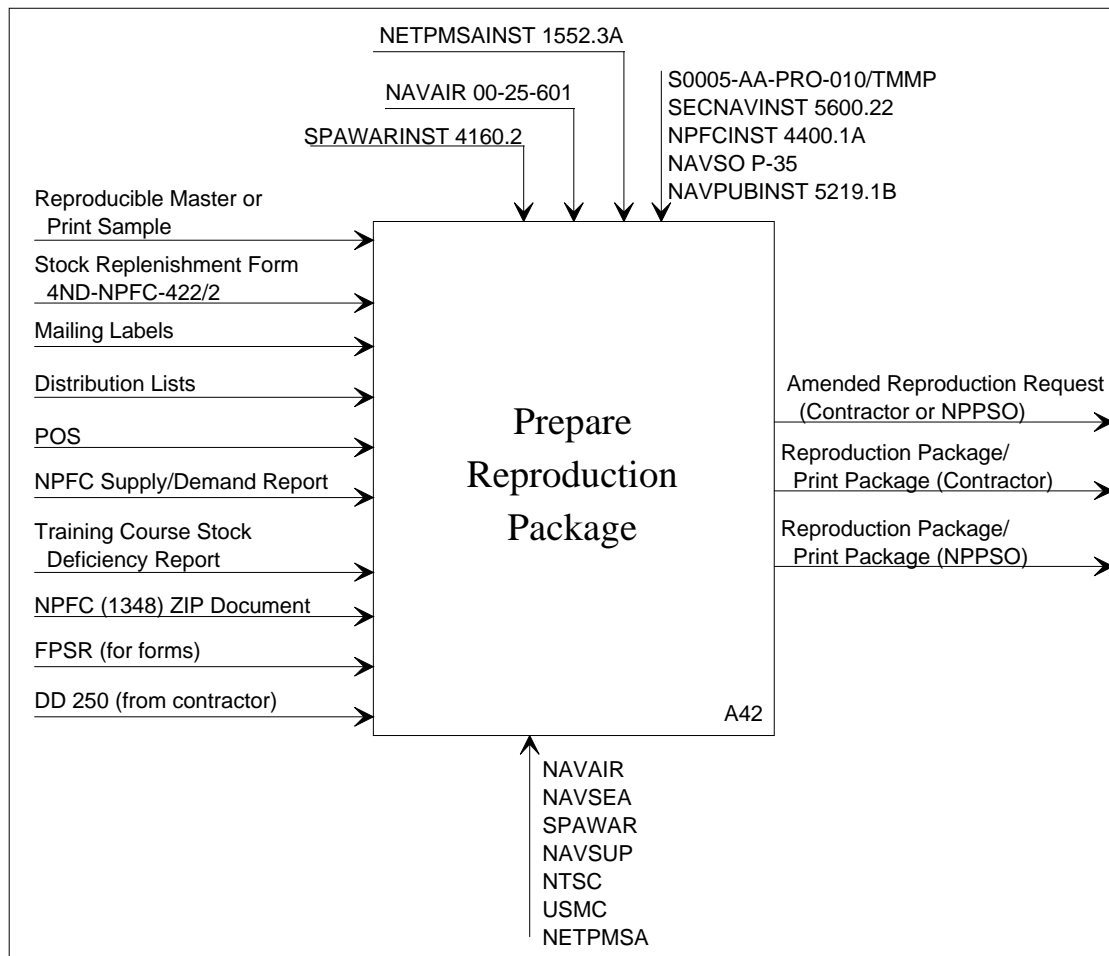 NETPMSAINST 1552.3A
NAVAIR 00-25-601
SPAWARINST 4160.2
S0005-AA-PRO-010/TMMP
SECNAVINST 5600.22
NPFCINST 4400.1A
NAVSO P-35
NAVPUBINST 5219.1B
Reproducible Master or
Print Sample
Stock Replenishment Form
4ND-NPFC-422/2
Mailing Labels
Distribution Lists
POS
NPFC Supply/Demand Report
Training Course Stock
Deficiency Report
NPFC (1348) ZIP Document
FPSR (for forms)
DD 250 (from contractor)
Prepare
Reproduction
Package
A42
Amended Reproduction Request
(Contractor or NPPSO)
Reproduction Package/
Print Package (Contractor)
Reproduction Package/
Print Package (NPPSO)
NAVAIR
NAVSEA
SPAWAR
NAVSUP
NTSC
USMC
NETPMSA